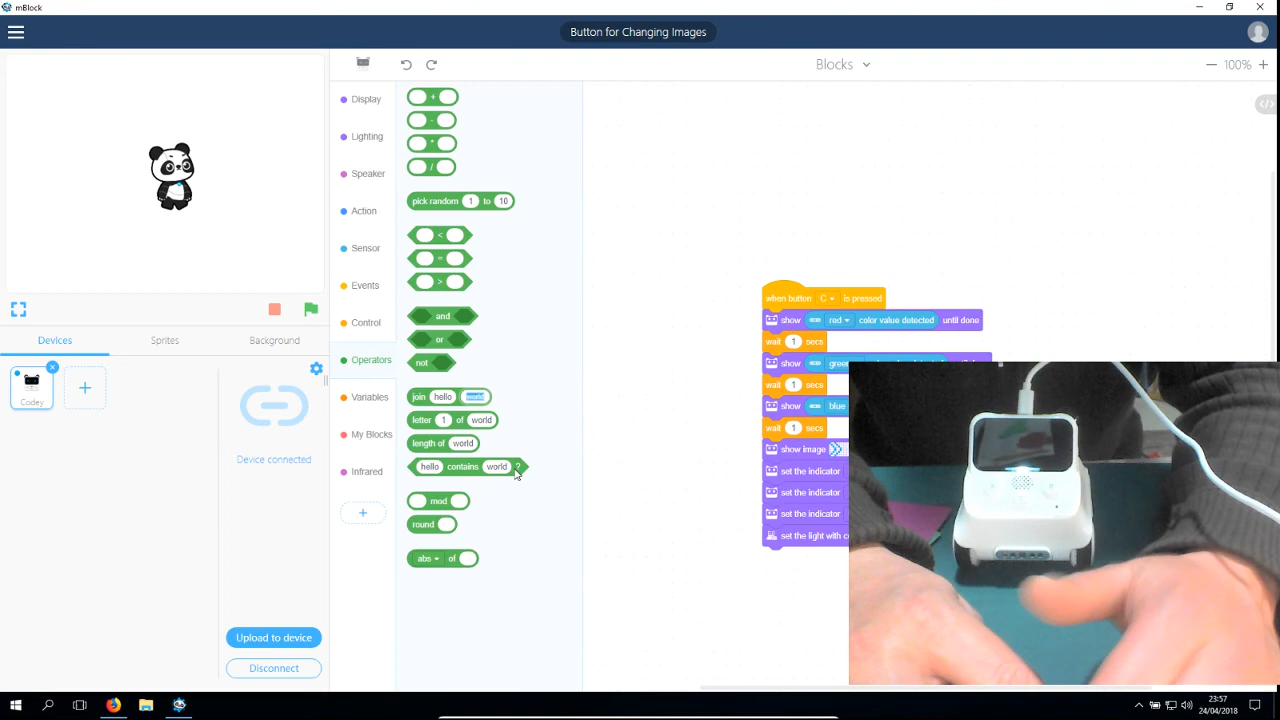 mBlock
Button for Changing Images
Blocks
100%
Display
Lighting
Speaker
Action
Sensor
Events
Control
Operators
Variables
My Blocks
Infrared
+
-
*
/
pick random 1 to 10
<
=
>
and
or
not
join hello
letter 1 of world
length of world
hello contains world ?
mod
round
abs of
when button C is pressed
show red color value detected until done
wait 1 secs
show
wait 1 secs
show blue
wait 1 secs
show image
set the indicator
set the indicator
set the indicator
set the light with
Devices
Sprites
Background
Codey
Device connected
Upload to device
Disconnect
23:57
24/04/2018